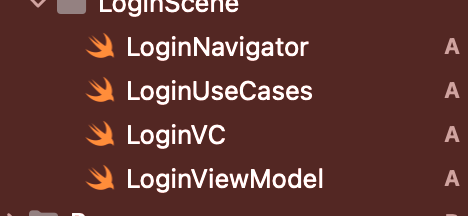 LoginScene
LoginNavigator A
LoginUseCases A
LoginVC A
LoginViewModel A